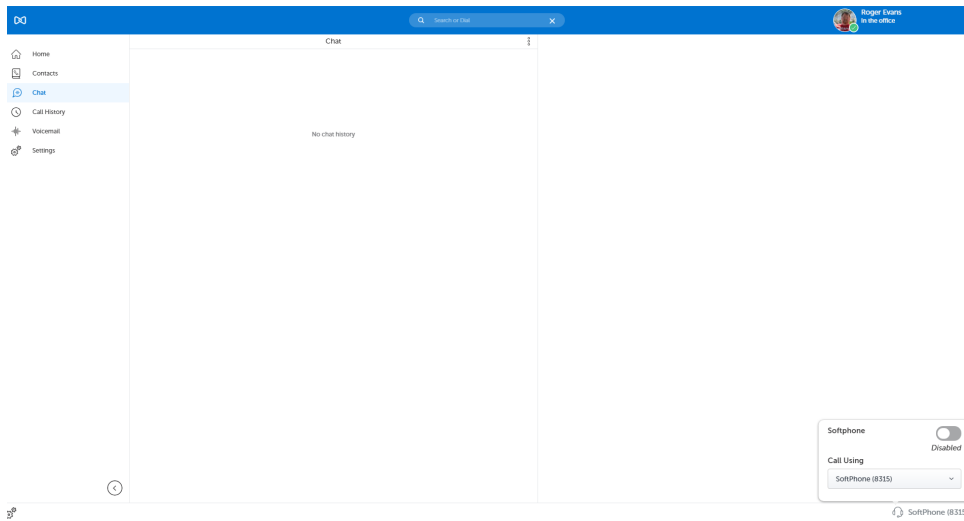 Search or Dial
Roger Evans
In the office
Home
Contacts
Chat
Call History
Voicemail
Settings
Chat
No chat history
Softphone
Disabled
Call Using
SoftPhone (8315)
SoftPhone (8315